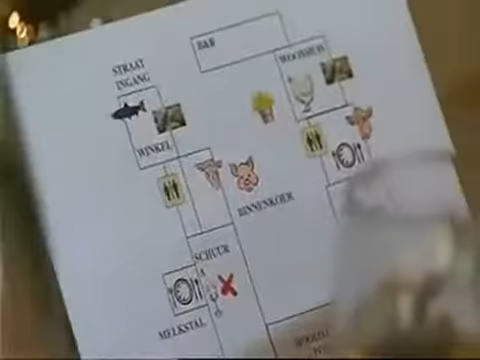 B&B
STRAAT
INGANG
WOONHUIS
WINKEL
BINNENKOER
SCHUUR
A
MELKSTAL